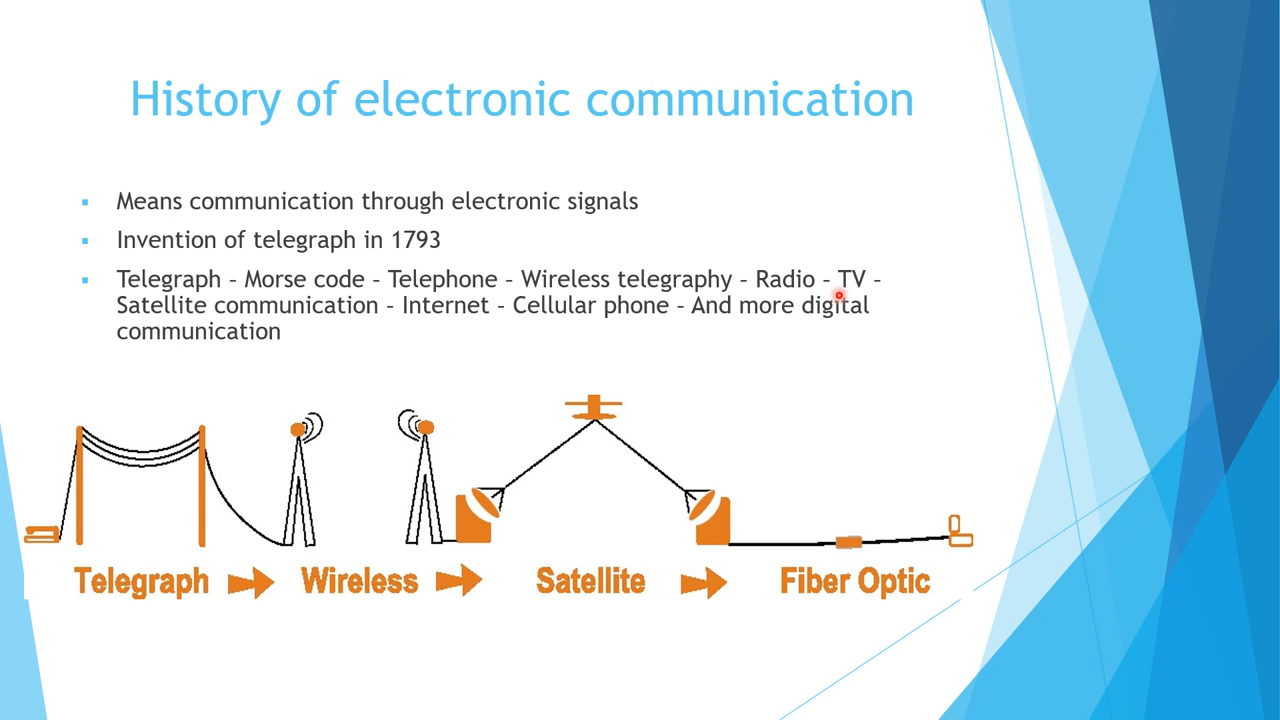 History of electronic communication
Means communication through electronic signals
Invention of telegraph in 1793
Telegraph – Morse code – Telephone – Wireless telegraphy – Radio – TV –
Satellite communication – Internet – Cellular phone – And more digital
communication
Telegraph Wireless Satellite Fiber Optic